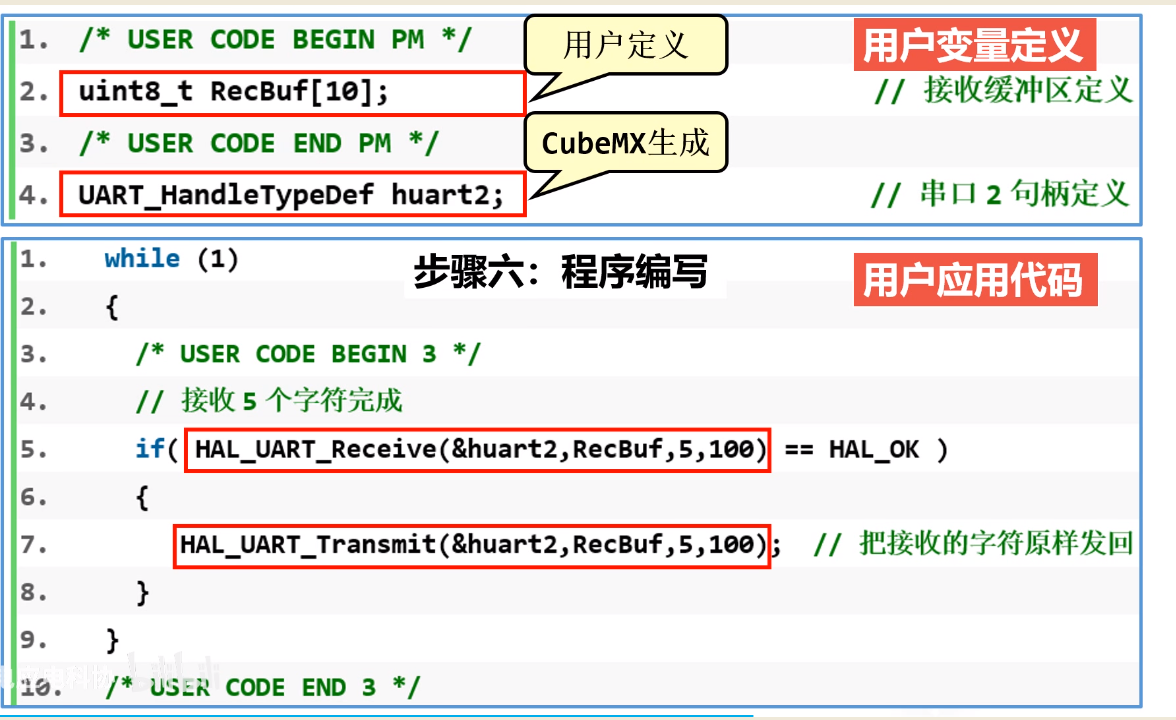 1. /* USER CODE BEGIN PM */
用户定义
用户变量定义
2. uint8_t RecBuf[10]; // 接收缓冲区定义
3. /* USER CODE END PM */
CubeMX生成
4. UART_HandleTypeDef huart2; // 串口 2 句柄定义
1. while (1)
步骤六：程序编写
用户应用代码
2. {
3. /* USER CODE BEGIN 3 */
4. // 接收 5 个字符完成
5. if( HAL_UART_Receive(&huart2,RecBuf,5,100) == HAL_OK )
6. {
7. HAL_UART_Transmit(&huart2,RecBuf,5,100); // 把接收的字符原样发回
8. }
9. }
10. /* USER CODE END 3 */